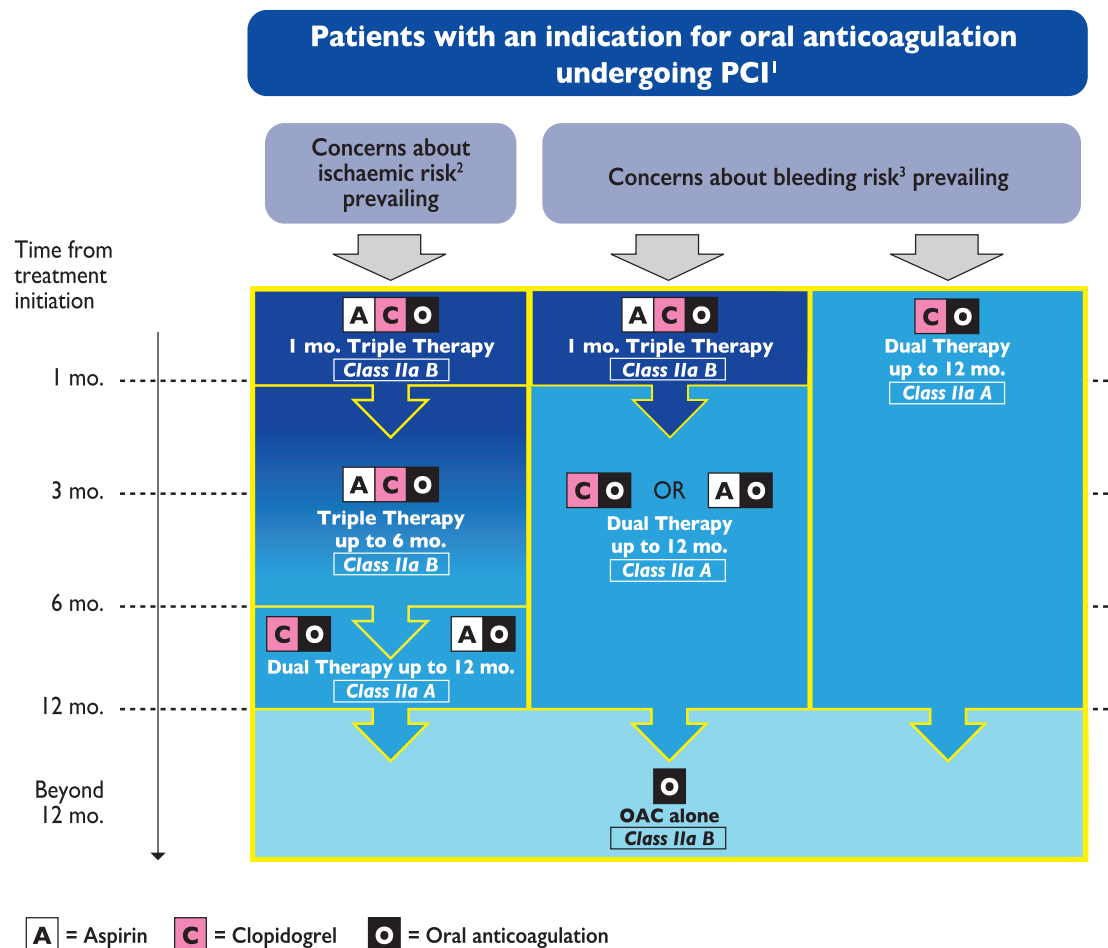 Patients with an indication for oral anticoagulation
undergoing PCI¹
Concerns about
ischaemic risk²
prevailing
Concerns about bleeding risk³ prevailing
Time from
treatment
initiation
A C O
1 mo. Triple Therapy
Class IIa B
A C O
1 mo. Triple Therapy
Class IIa B
C O
Dual Therapy
up to 12 mo.
Class IIa A
1 mo.
A C O
Triple Therapy
up to 6 mo.
Class IIa B
C O OR A O
Dual Therapy
up to 12 mo.
Class IIa A
3 mo.
6 mo.
C O A O
Dual Therapy up to 12 mo.
Class IIa A
12 mo.
Beyond
12 mo.
O
OAC alone
Class IIa B
A = Aspirin C = Clopidogrel O = Oral anticoagulation